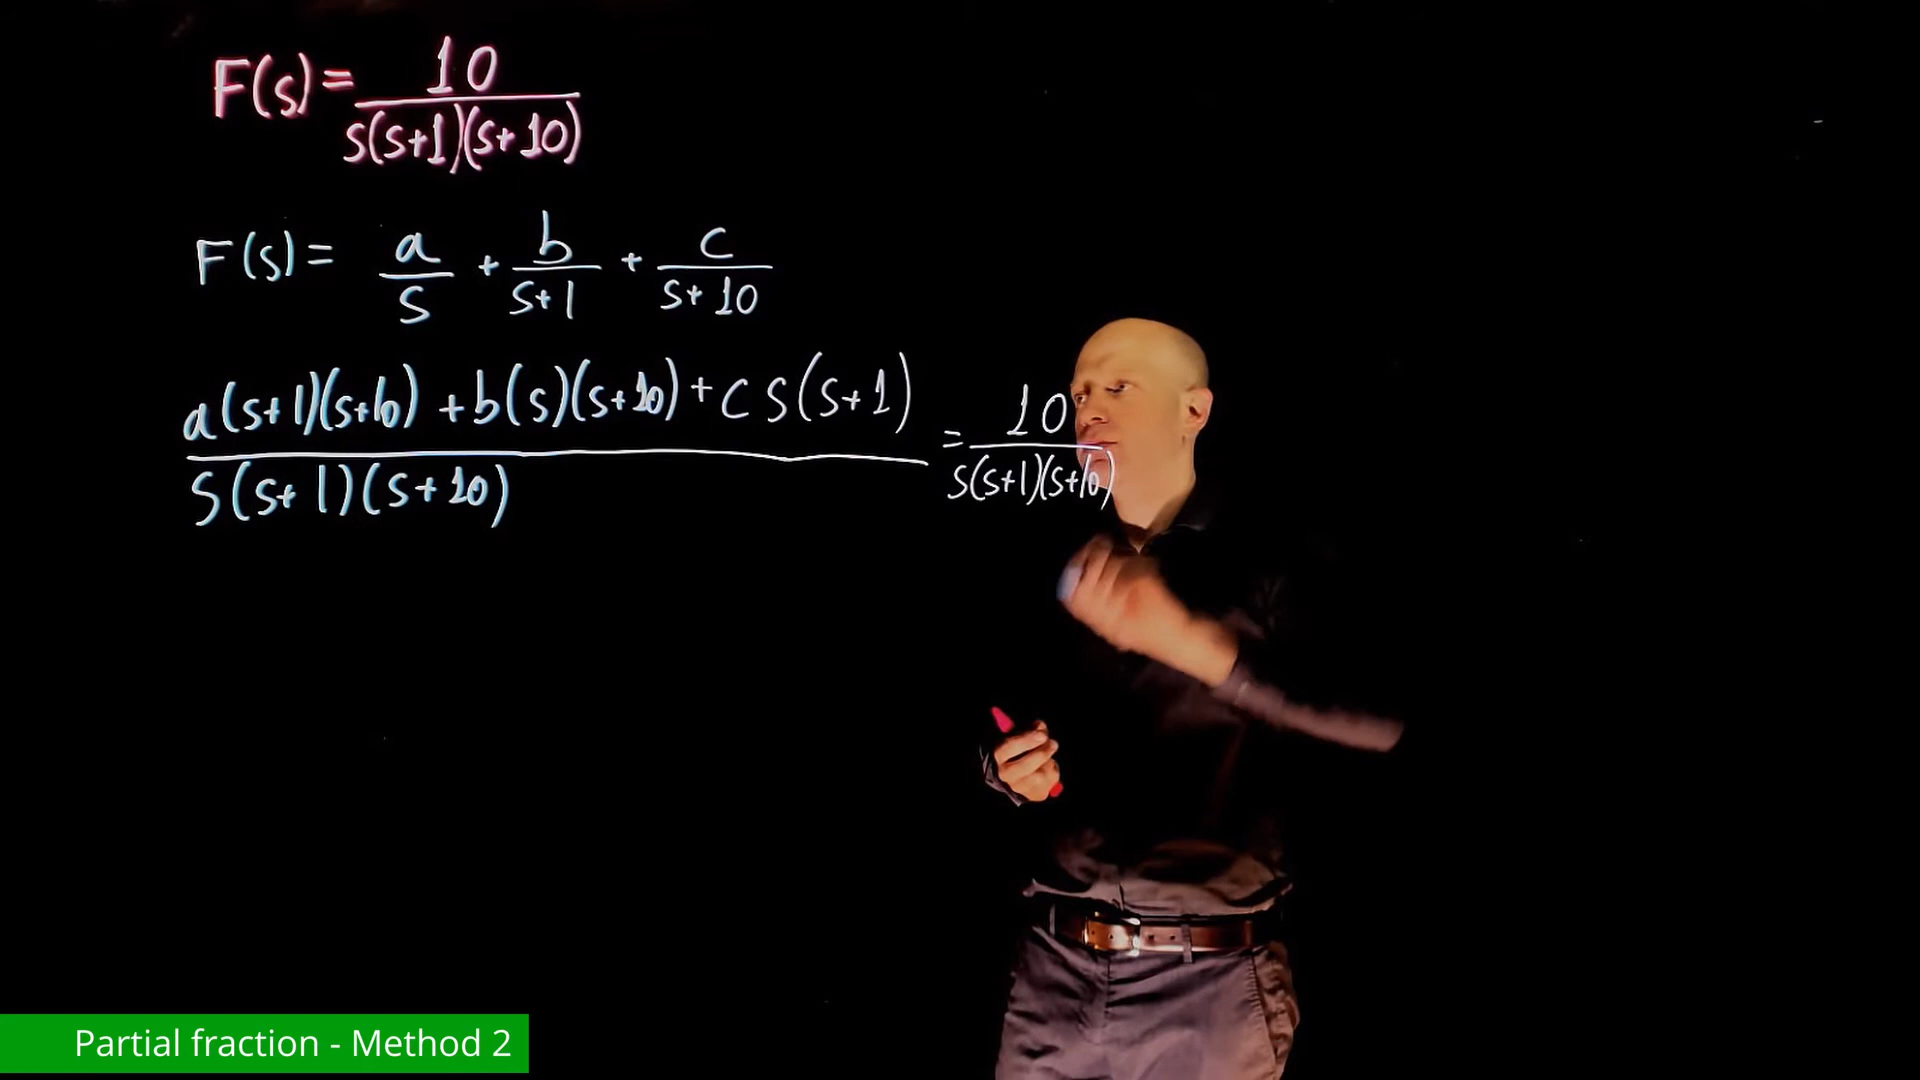 F(s) = 10 / s(s+1)(s+10)
F(s) = a/s + b/s+1 + c/s+10
a(s+1)(s+10) + b(s)(s+10) + c s(s+1) / s(s+1)(s+10) = 10 / s(s+1)(s+10)
Partial fraction - Method 2